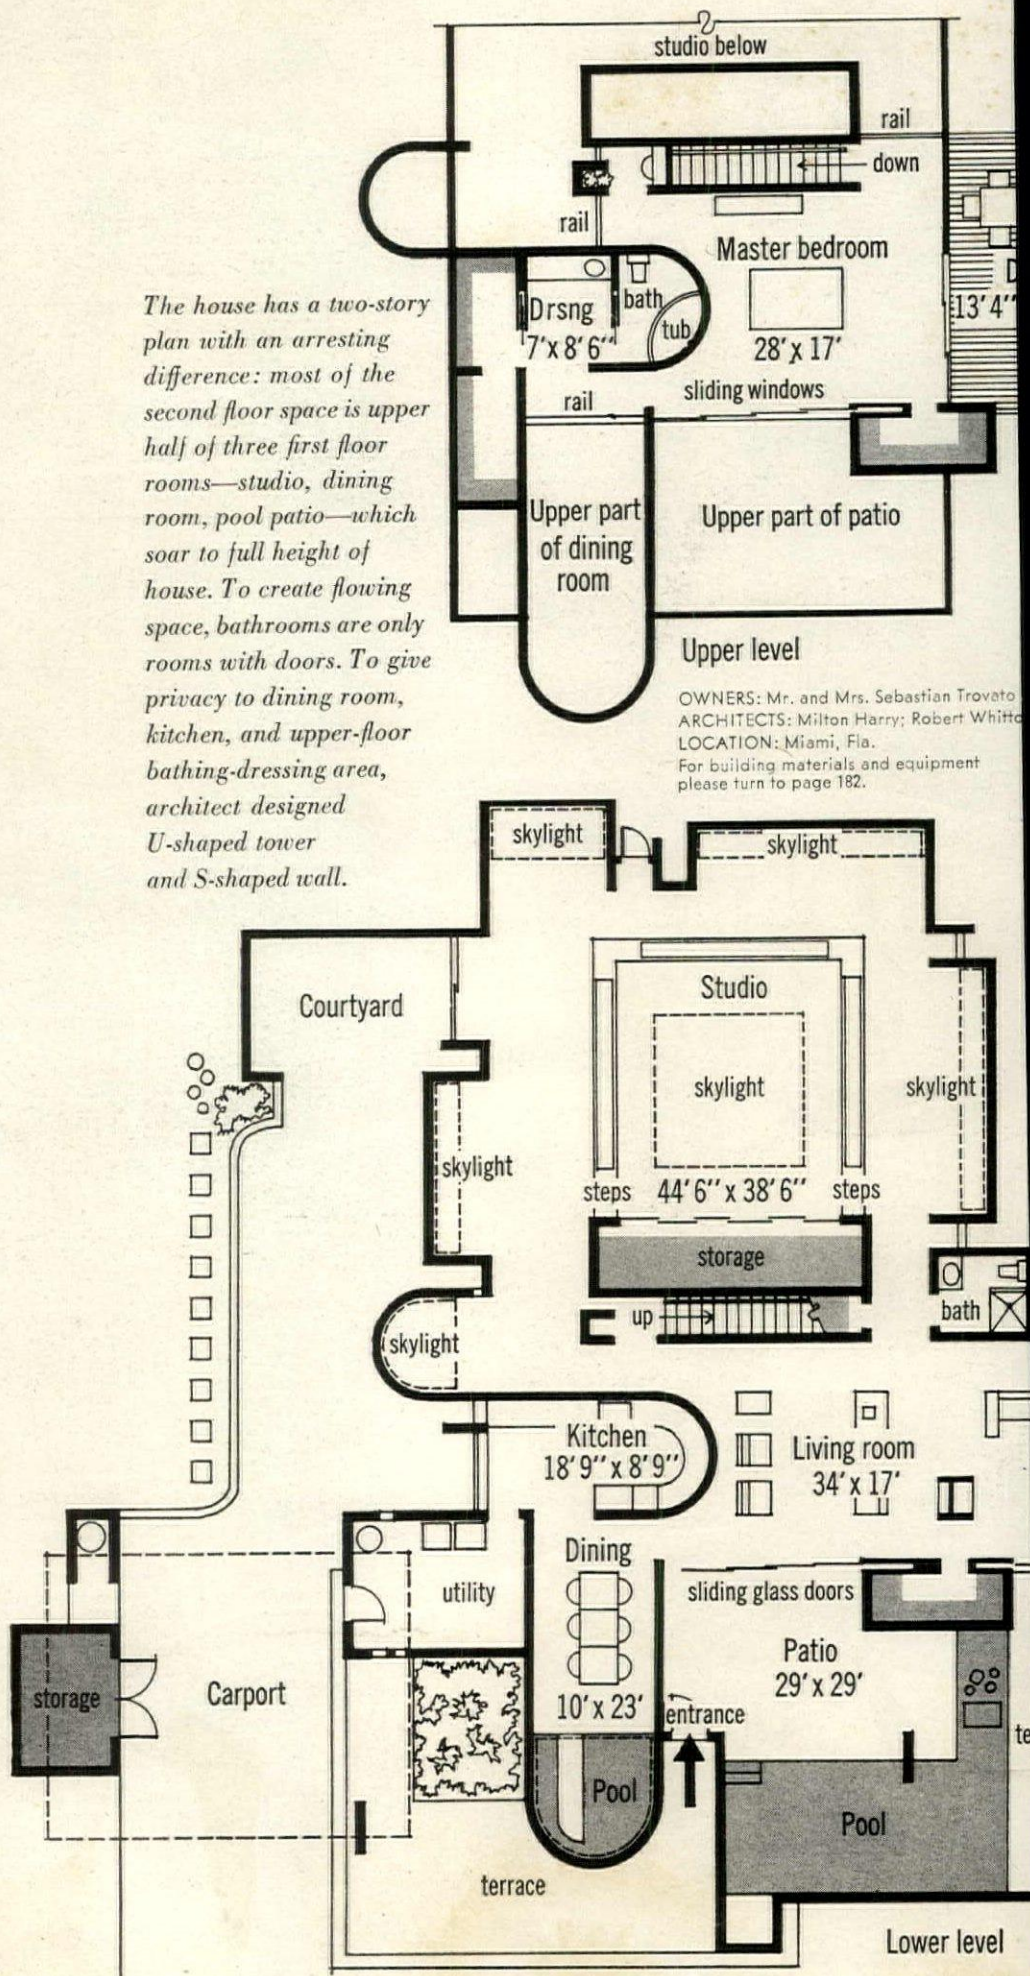 studio below
rail
down
rail
Master bedroom
Drsng
bath
tub
13'4"
7'x 8'6"
28'x 17'
sliding windows
rail
The house has a two-story
plan with an arresting
difference: most of the
second floor space is upper
half of three first floor
rooms—studio, dining
room, pool patio—which
soar to full height of
house. To create flowing
space, bathrooms are only
rooms with doors. To give
privacy to dining room,
kitchen, and upper-floor
bathing-dressing area,
architect designed
U-shaped tower
and S-shaped wall.
Upper part
of dining
room
Upper part of patio
Upper level
OWNERS: Mr. and Mrs. Sebastian Trovato
ARCHITECTS: Milton Harry; Robert
LOCATION: Miami, Fla.
For building materials and equipment
please turn to page 182.
skylight
skylight
Courtyard
Studio
skylight
skylight
skylight
steps
44'6" x 38'6"
steps
storage
up
bath
skylight
Kitchen
18'9" x 8'9"
Living room
34' x 17'
Dining
sliding glass doors
utility
Patio
29' x 29'
storage
Carport
10' x 23'
entrance
Pool
Pool
terrace
Lower level